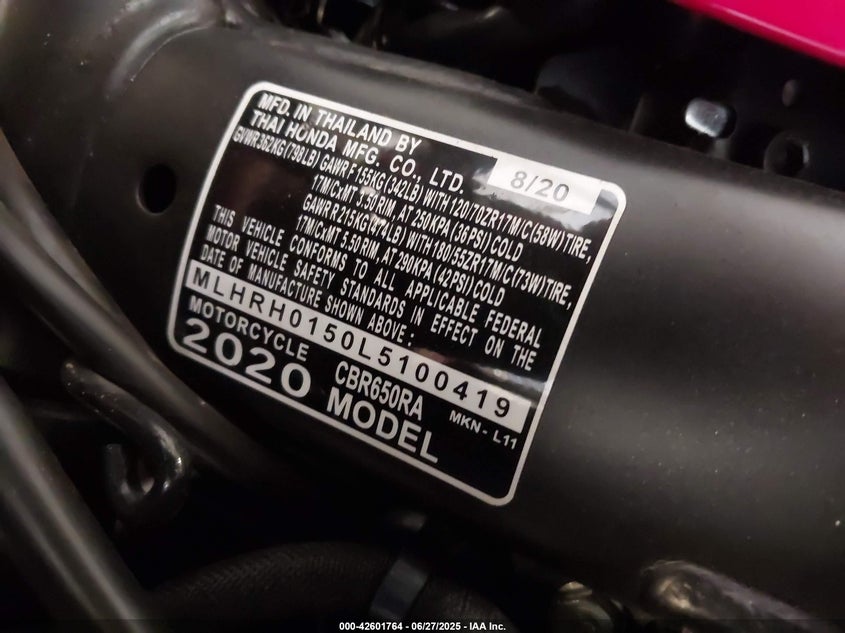 MFD. IN THAILAND BY
THAI HONDA MFG. CO., LTD. 8/20
GVWR 362KG (798LB) GAWR F 155KG (342LB) WITH 120/70ZR17M/C (58W) TIRE,
17M/CxMT 3.50 RIM, AT 250KPA (36PSI) COLD
GAWR R 215KG (474LB) WITH 180/55ZR17M/C (73W) TIRE,
17M/CxMT 5.50 RIM, AT 290KPA (42PSI) COLD
THIS VEHICLE CONFORMS TO ALL APPLICABLE FEDERAL
MOTOR VEHICLE SAFETY STANDARDS IN EFFECT ON THE
DATE OF MANUFACTURE SHOWN ABOVE:
MLHRH0150L5100419
MOTORCYCLE CBR650RA MKN - L11
2020 MODEL
000-42601764 - 06/27/2025 - IAA Inc.